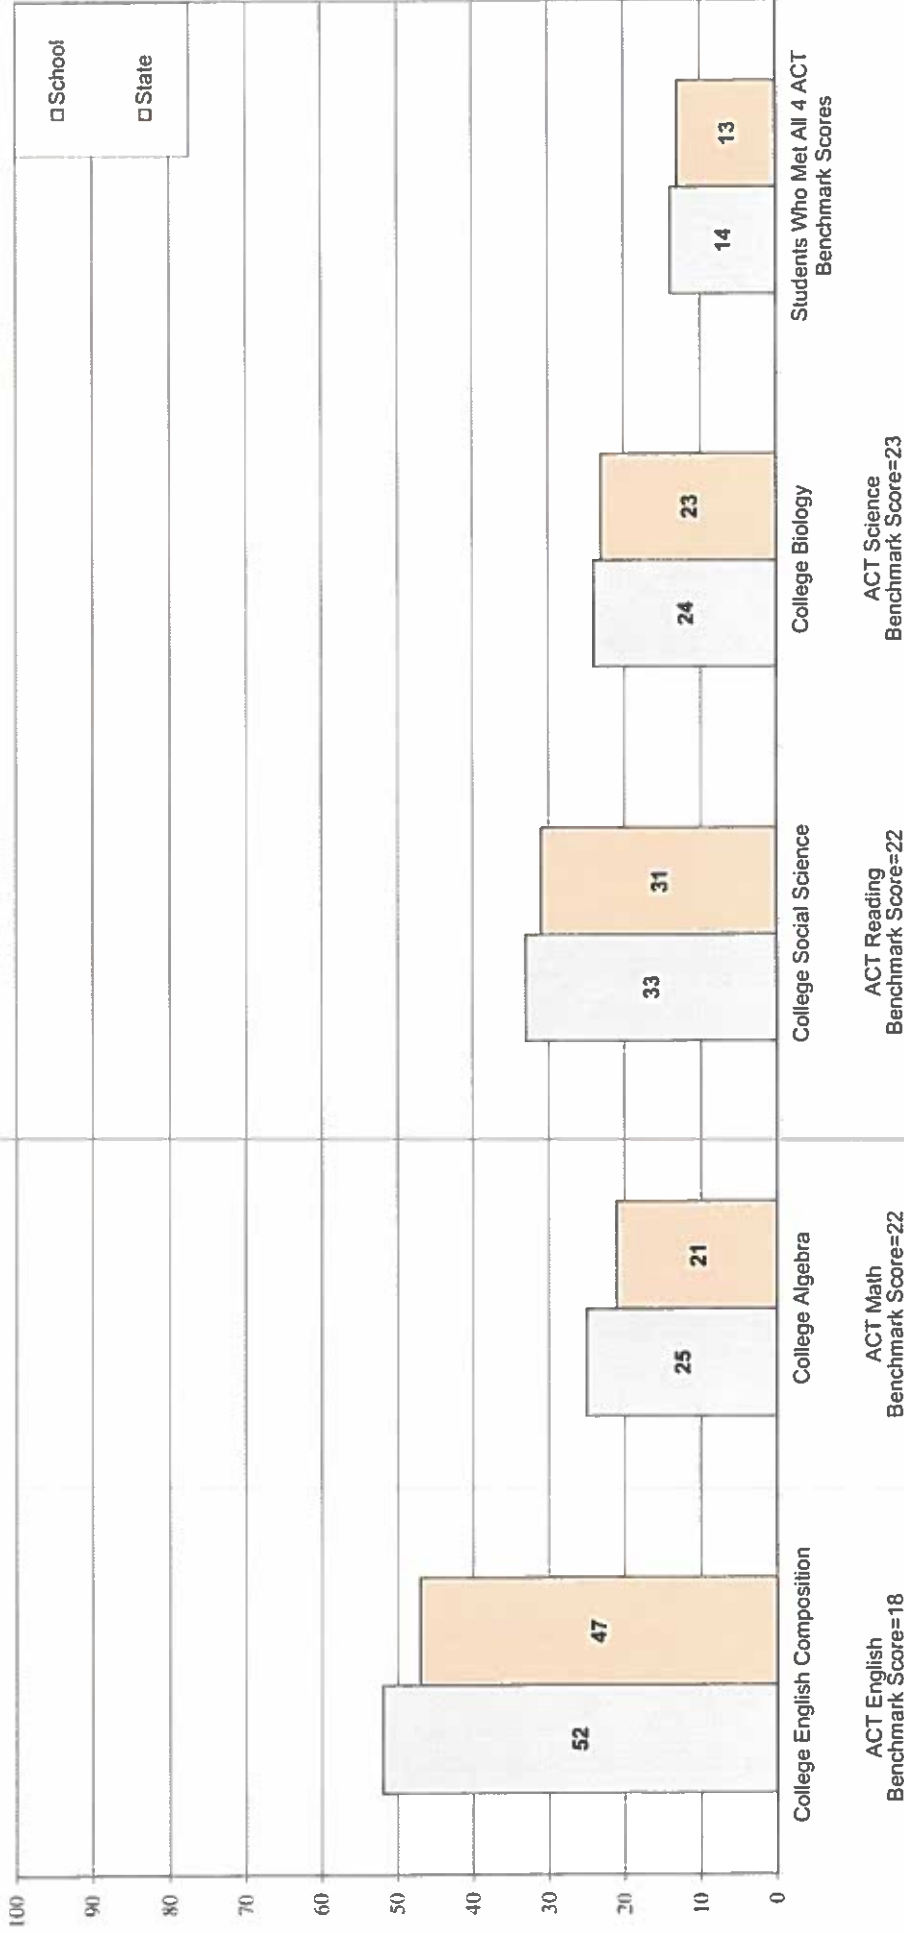 School
State
100
90
80
70
60
50
40
30
20
10
0
52
47
25
21
33
31
24
23
14
13
College English Composition
College Algebra
College Social Science
College Biology
Students Who Met All 4 ACT
Benchmark Scores
ACT English
Benchmark Score=18
ACT Math
Benchmark Score=22
ACT Reading
Benchmark Score=22
ACT Science
Benchmark Score=23